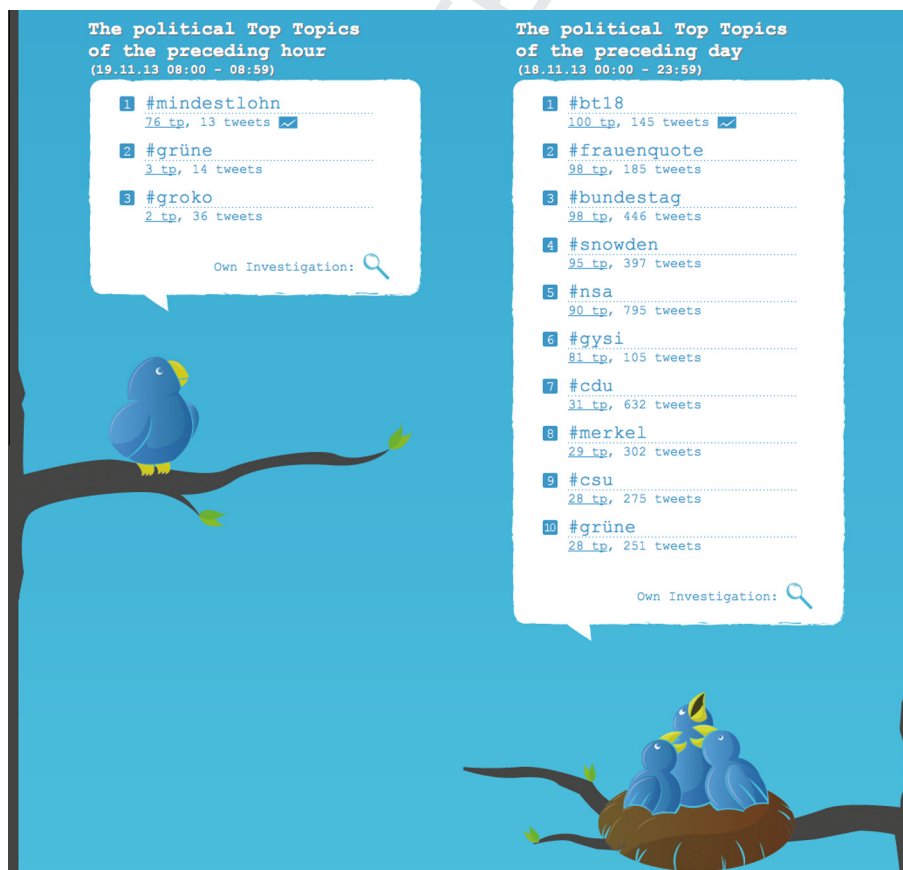 The political Top Topics
of the preceding hour
(19.11.13 08:00 - 08:59)
1 #mindestlohn
76 tp, 13 tweets
2 #grüne
3 tp, 14 tweets
3 #groko
2 tp, 36 tweets
Own Investigation:
The political Top Topics
of the preceding day
(18.11.13 00:00 - 23:59)
1 #bt18
100 tp, 145 tweets
2 #frauenquote
98 tp, 185 tweets
3 #bundestag
98 tp, 446 tweets
4 #snowden
95 tp, 397 tweets
5 #nsa
90 tp, 795 tweets
6 #gysi
81 tp, 105 tweets
7 #cdu
31 tp, 632 tweets
8 #merkel
29 tp, 302 tweets
9 #csu
28 tp, 275 tweets
10 #grüne
28 tp, 251 tweets
Own Investigation: